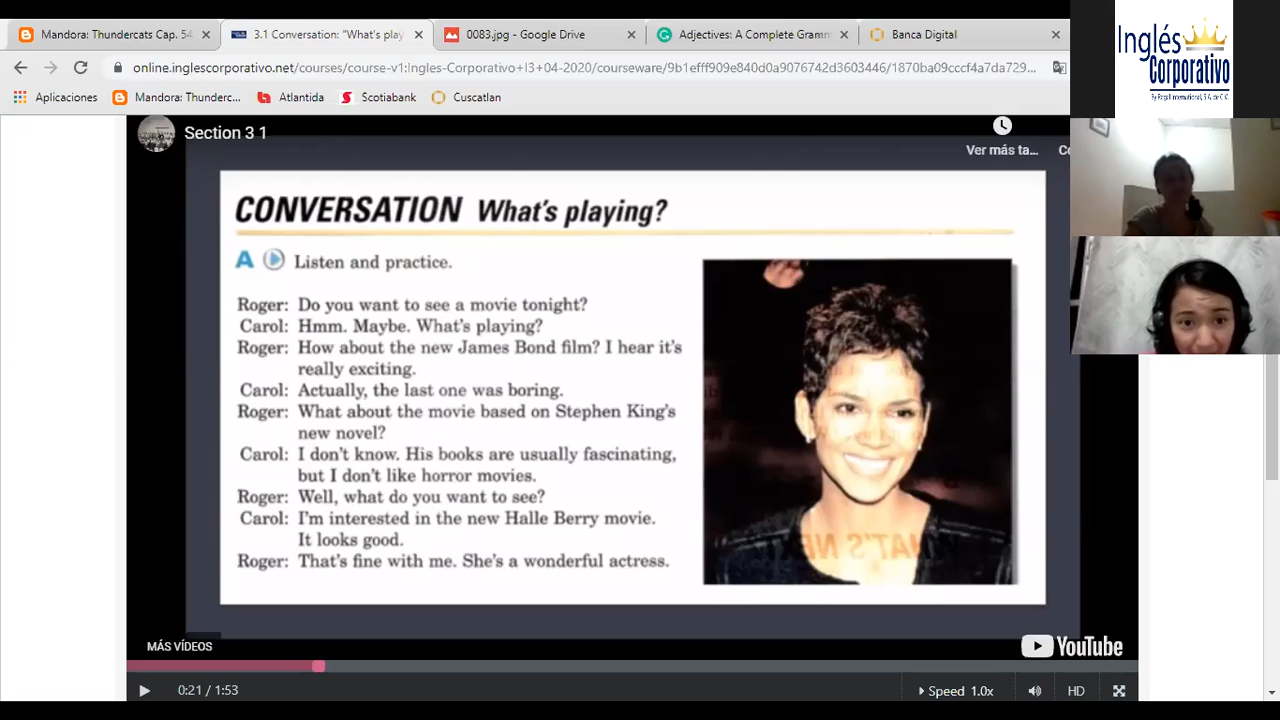 Mandora: Thundercats Cap. 54
3.1 Conversation: "What's play
0083.jpg - Google Drive
Adjectives: A Complete Gramm
Banca Digital
online.inglescorporativo.net/courses/course-v1:Ingles-Corporativo+I3+04-2020/courseware/9b1efff909e840d0a9076742d3603446/1870ba09cccf4a7da729...
Aplicaciones
Mandora: Thunderc...
Atlantida
Scotiabank
Custom
Inglés
Corporativo
Section 3 1
Ver más ta...
CONVERSATION What's playing?
A Listen and practice.
Roger: Do you want to see a movie tonight?
Carol: Hmm. Maybe. What's playing?
Roger: How about the new James Bond film? I hear it's
really exciting.
Carol: Actually, the last one was boring.
Roger: What about the movie based on Stephen King's
new novel?
Carol: I don't know. His books are usually fascinating,
but I don't like horror movies.
Roger: Well, what do you want to see?
Carol: I'm interested in the new Halle Berry movie.
It looks good.
Roger: That's fine with me. She's a wonderful actress.
MÁS VÍDEOS
YouTube
0:21 / 1:53
Speed 1.0x
HD